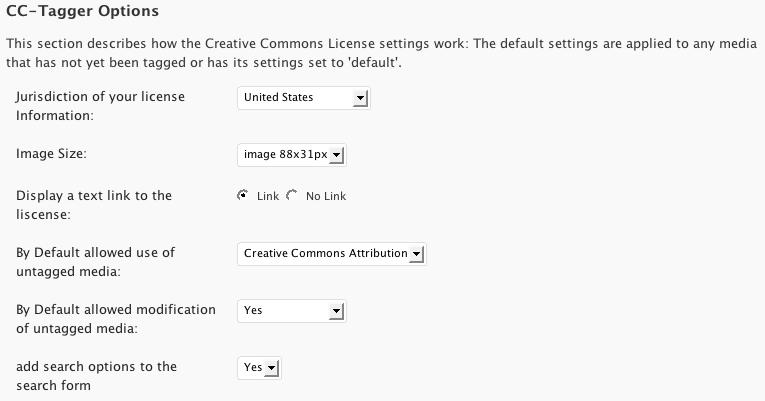 CC-Tagger Options
This section describes how the Creative Commons License settings work: The default settings are applied to any media
that has not yet been tagged or has its settings set to 'default'.
Jurisdiction of your license
Information:
United States
Image Size:
image 88x31px
Display a text link to the
liscense:
Link No Link
By Default allowed use of
untagged media:
Creative Commons Attribution
By Default allowed modification
of untagged media:
Yes
add search options to the
search form
Yes